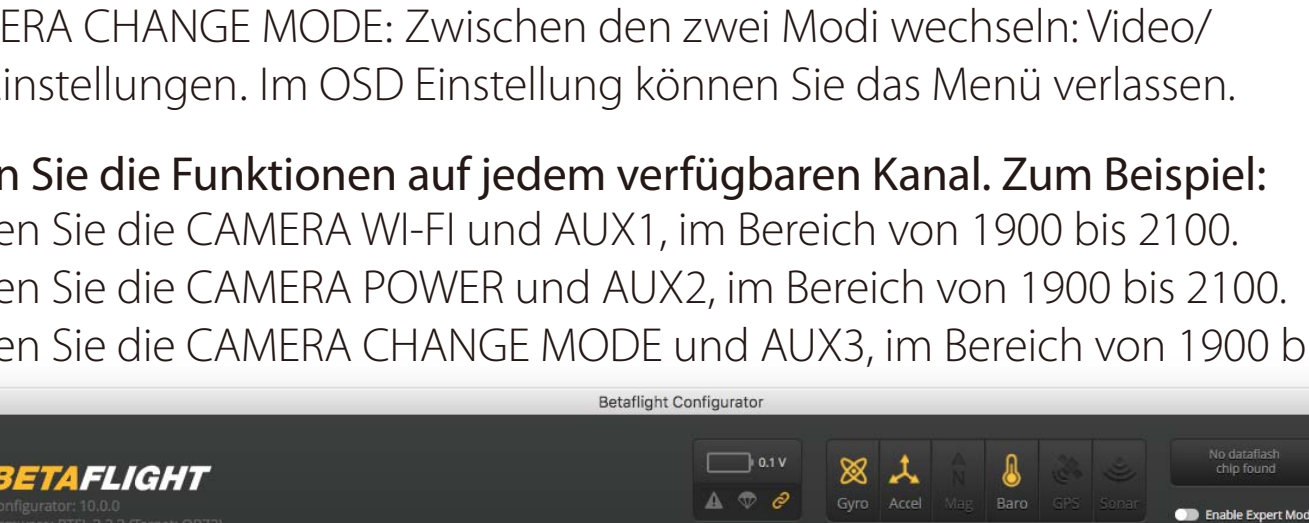 ERA CHANGE MODE: Zwischen den zwei Modi wechseln: Video/
instellungen. Im OSD Einstellung können Sie das Menü verlassen.
n Sie die Funktionen auf jedem verfügbaren Kanal. Zum Beispiel:
en Sie die CAMERA WI-FI und AUX1, im Bereich von 1900 bis 2100.
en Sie die CAMERA POWER und AUX2, im Bereich von 1900 bis 2100.
en Sie die CAMERA CHANGE MODE und AUX3, im Bereich von 1900 b
Betaflight Configurator
0.1 V
No dataflash
chip found
BETAFLIGHT
onfigurator: 10.0.0
Gyro Accel Mag Baro GPS Sonar
Enable Expert Mod